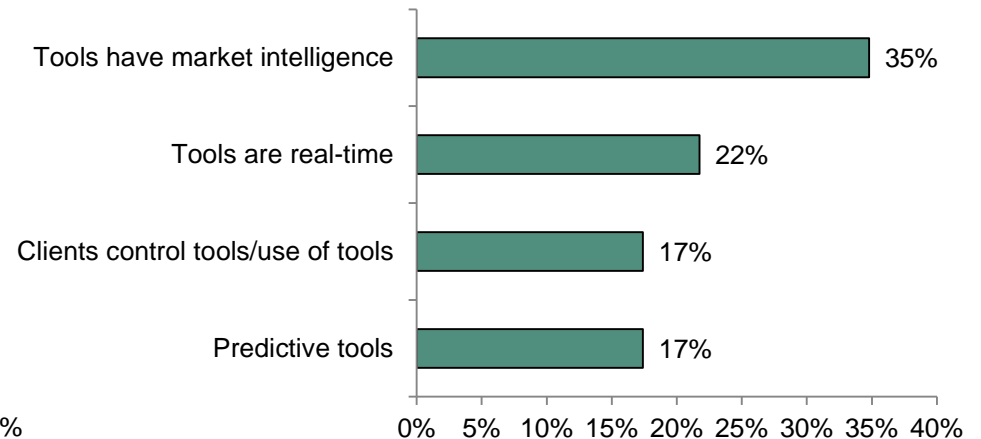 Tools have market intelligence 35%
Tools are real-time 22%
Clients control tools/use of tools 17%
Predictive tools 17%
% 0% 5% 10% 15% 20% 25% 30% 35% 40%